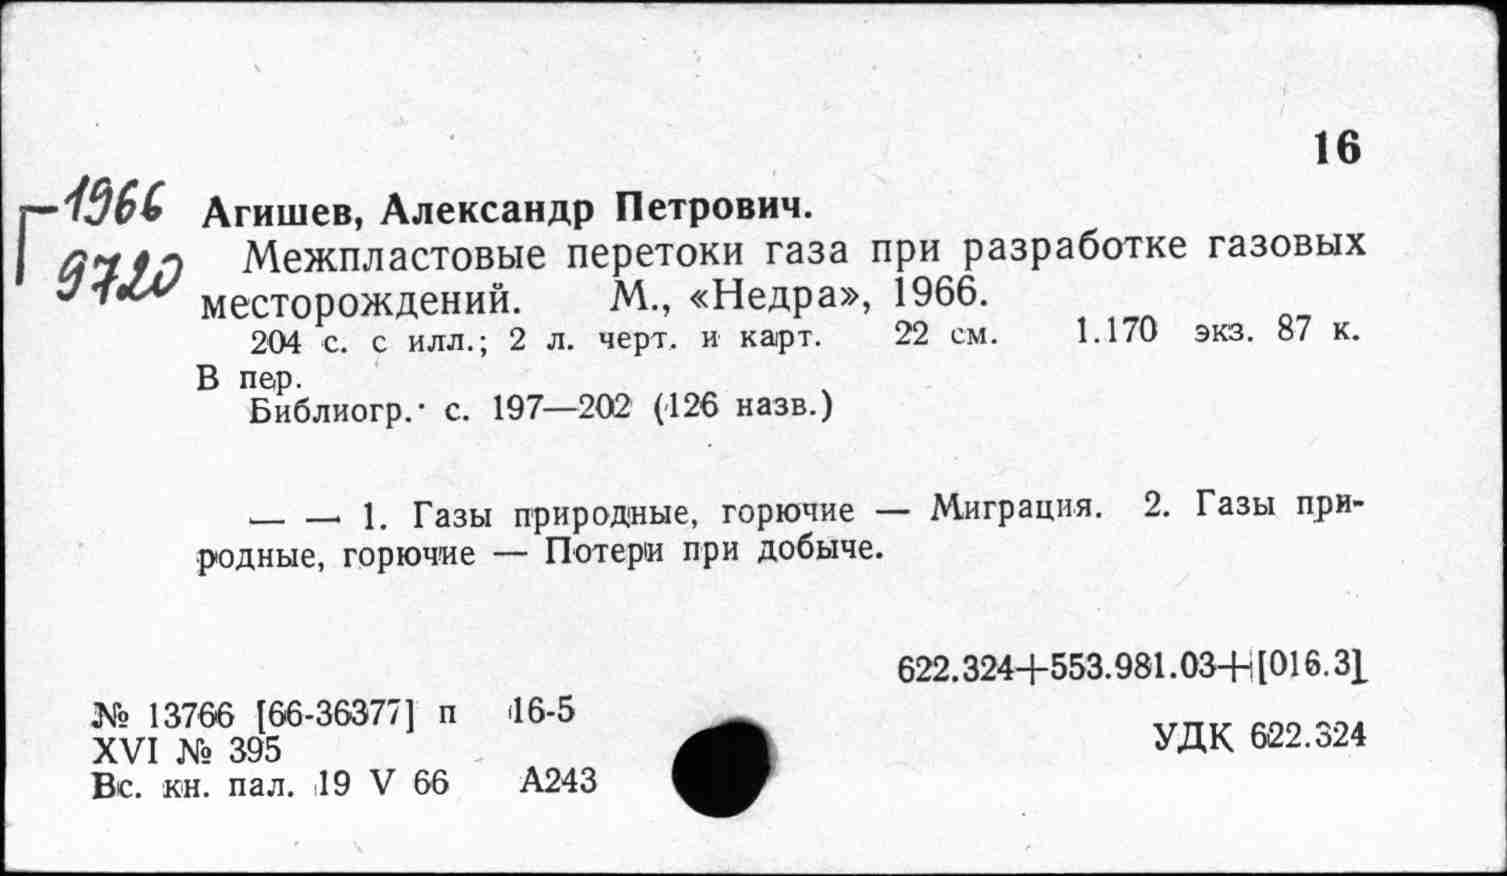 16
Г-1966
9720
Агишев, Александр Петрович.
Межпластовые перетоки газа при разработке газовых
месторождений. М., «Недра», 1966.
204 с. с илл.; 2 л. черт. и карт. 22 см. 1.170 экз. 87 к.
В пер.
Библиогр.: с. 197—202 (126 назв.)
— — 1. Газы природные, горючие — Миграция. 2. Газы при-
родные, горючие — Потери при добыче.
622.324+553.981.03+[016.3]
№ 13766 [66-36377] п 16-5
XVI № 395
УДК 622.324
Вс. кн. пал. 19 V 66 А243